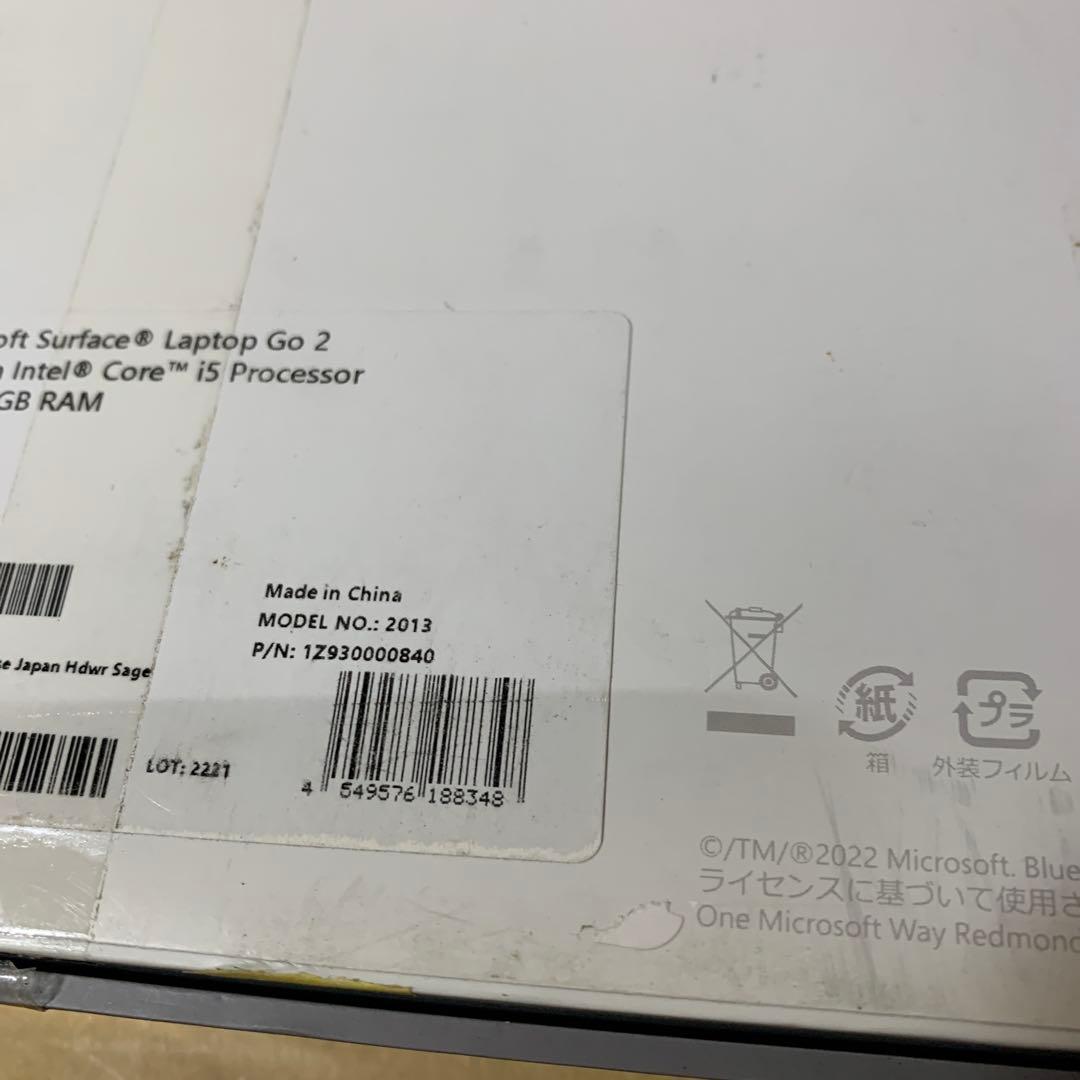 oft Surface® Laptop Go 2
Intel® Core™ i5 Processor
GB RAM
Made in China
MODEL NO.: 2013
P/N: 1Z930000840
se Japan Hdwr Sage
LOT: 2221
4 549576 188348
紙
箱
プラ
外装フィルム
©/TM/®2022 Microsoft. Blue
ライセンスに基づいて使用さ
One Microsoft Way Redmond